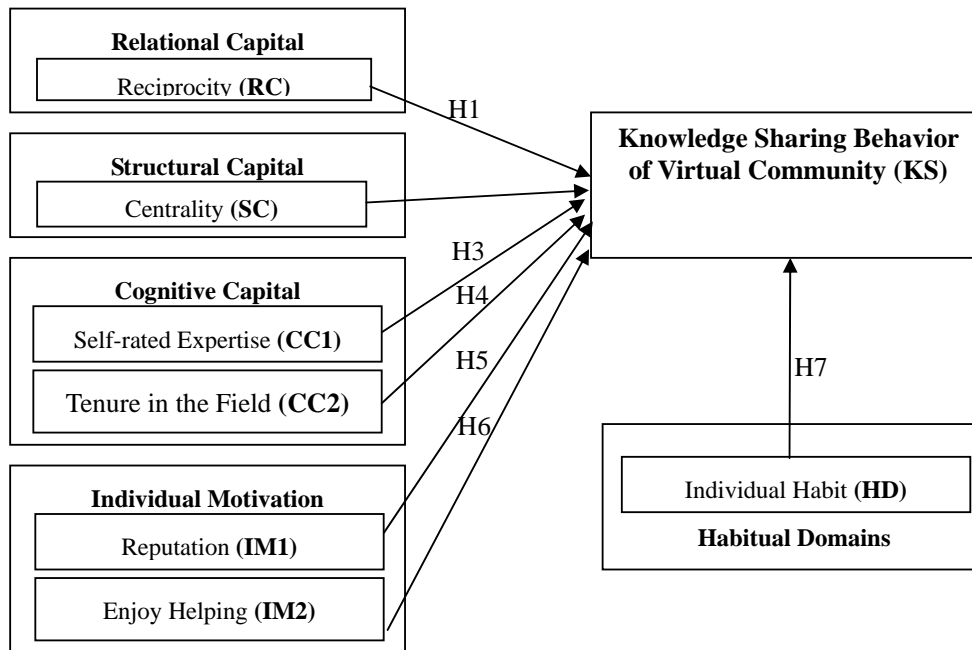 Relational Capital
Reciprocity (RC)
H1
Knowledge Sharing Behavior
of Virtual Community (KS)
Structural Capital
Centrality (SC)
H3
Cognitive Capital
H4
Self-rated Expertise (CC1)
H5
H7
Tenure in the Field (CC2)
H6
Individual Motivation
Individual Habit (HD)
Reputation (IM1)
Habitual Domains
Enjoy Helping (IM2)